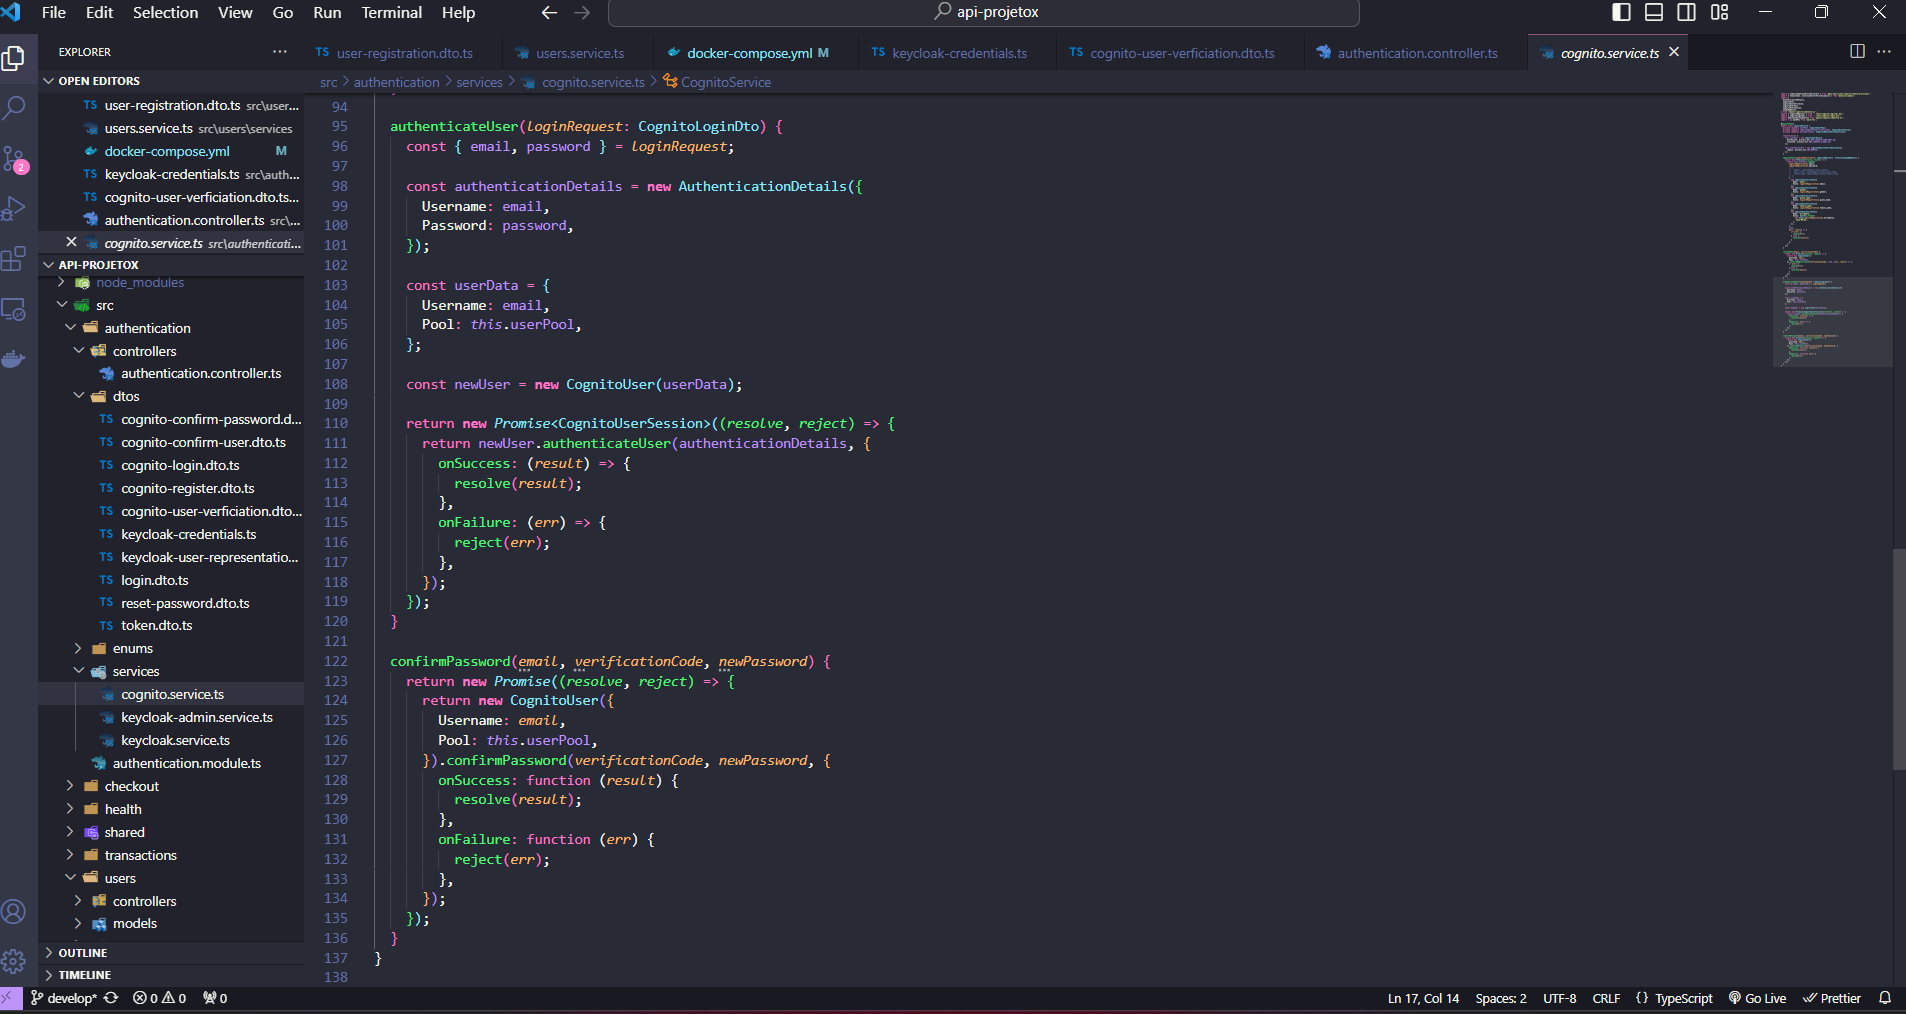 File Edit Selection View Go Run Terminal Help
api-projetox
EXPLORER
user-registration.dto.ts
users.service.ts
docker-compose.yml M
keycloak-credentials.ts
cognito-user-verficiation.dto.ts
authentication.controller.ts
cognito.service.ts
src > authentication > services > cognito.service.ts > CognitoService
OPEN EDITORS
TS user-registration.dto.ts src\user...
users.service.ts src\users\services
docker-compose.yml M
TS keycloak-credentials.ts src\auth...
TS cognito-user-verficiation.dto.ts...
authentication.controller.ts src\...
cognito.service.ts src\authenticati...
API-PROJETOX
node_modules
src
authentication
controllers
authentication.controller.ts
dtos
TS cognito-confirm-password.d...
TS cognito-confirm-user.dto.ts
TS cognito-login.dto.ts
TS cognito-register.dto.ts
TS cognito-user-verficiation.dto...
TS keycloak-credentials.ts
TS keycloak-user-representatio...
TS login.dto.ts
TS reset-password.dto.ts
TS token.dto.ts
enums
services
cognito.service.ts
keycloak-admin.service.ts
keycloak.service.ts
authentication.module.ts
checkout
health
shared
transactions
users
controllers
models
OUTLINE
TIMELINE
94
95 authenticateUser(loginRequest: CognitoLoginDto) {
96 const { email, password } = loginRequest;
97
98 const authenticationDetails = new AuthenticationDetails({
99 Username: email,
100 Password: password,
101 });
102
103 const userData = {
104 Username: email,
105 Pool: this.userPool,
106 };
107
108 const newUser = new CognitoUser(userData);
109
110 return new Promise<CognitoUserSession>((resolve, reject) => {
111 return newUser.authenticateUser(authenticationDetails, {
112 onSuccess: (result) => {
113 resolve(result);
114 },
115 onFailure: (err) => {
116 reject(err);
117 },
118 });
119 });
120 }
121
122 confirmPassword(email, verificationCode, newPassword) {
123 return new Promise((resolve, reject) => {
124 return new CognitoUser({
125 Username: email,
126 Pool: this.userPool,
127 }).confirmPassword(verificationCode, newPassword, {
128 onSuccess: function (result) {
129 resolve(result);
130 },
131 onFailure: function (err) {
132 reject(err);
133 },
134 });
135 });
136 }
137 }
138
2
develop* 0 0 0
Ln 17, Col 14 Spaces: 2 UTF-8 CRLF {} TypeScript Go Live Prettier